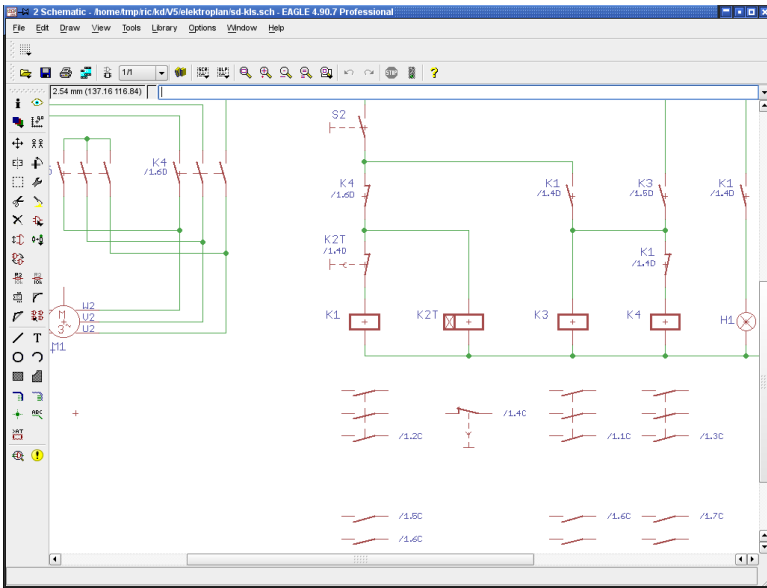 2 Schematic - /home/tmp/ric/kd/V5/elektroplan/sd-kls.sch - EAGLE 4.90.7 Professional
File Edit Draw View Tools Library Options Window Help
1/1
2.54 mm (137.16 116.84)
S2
K4
/1.6D
K4
/1.6D
K1
/1.4D
K3
/1.5D
K1
/1.4D
K2T
/1.4D
K1
/1.4D
W2
V2
U2
M
3~
M1
K1
K2T
K3
K4
H1
/1.4C
/1.2C
/1.1C
/1.3C
/1.5C
/1.6C
/1.7C
/1.6C